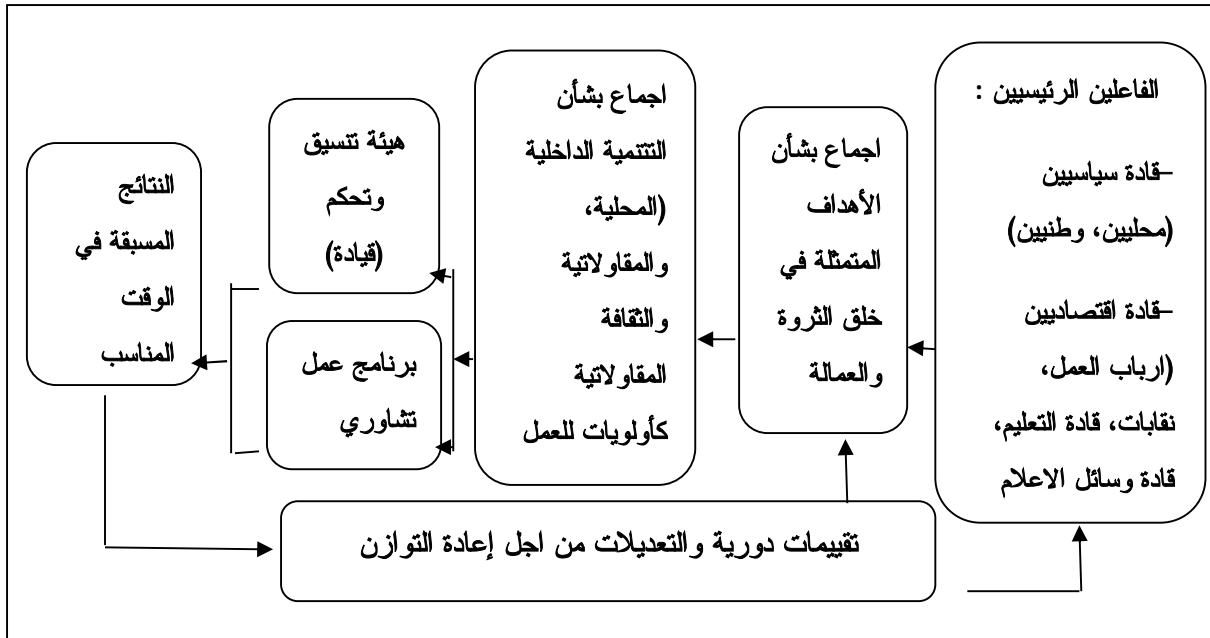 الفاعلين الرئيسيين :
-قادة سياسيين
(محليين، وطنيين)
-قادة اقتصاديين
(ارباب العمل،
نقابات، قادة التعليم،
قادة وسائل الاعلام
اجماع بشأن
الأهداف
المتمثلة في
خلق الثروة
والعمالة
اجماع بشأن
التتمية الداخلية
(المحلية،
والمقاولاتية
والثقافة
المقاولاتية
كأولويات للعمل
هيئة تنسيق
وتحكم
(قيادة)
برنامج عمل
تشاوري
النتائج
المسبقة في
الوقت
المناسب
تقييمات دورية والتعديلات من اجل إعادة التوازن